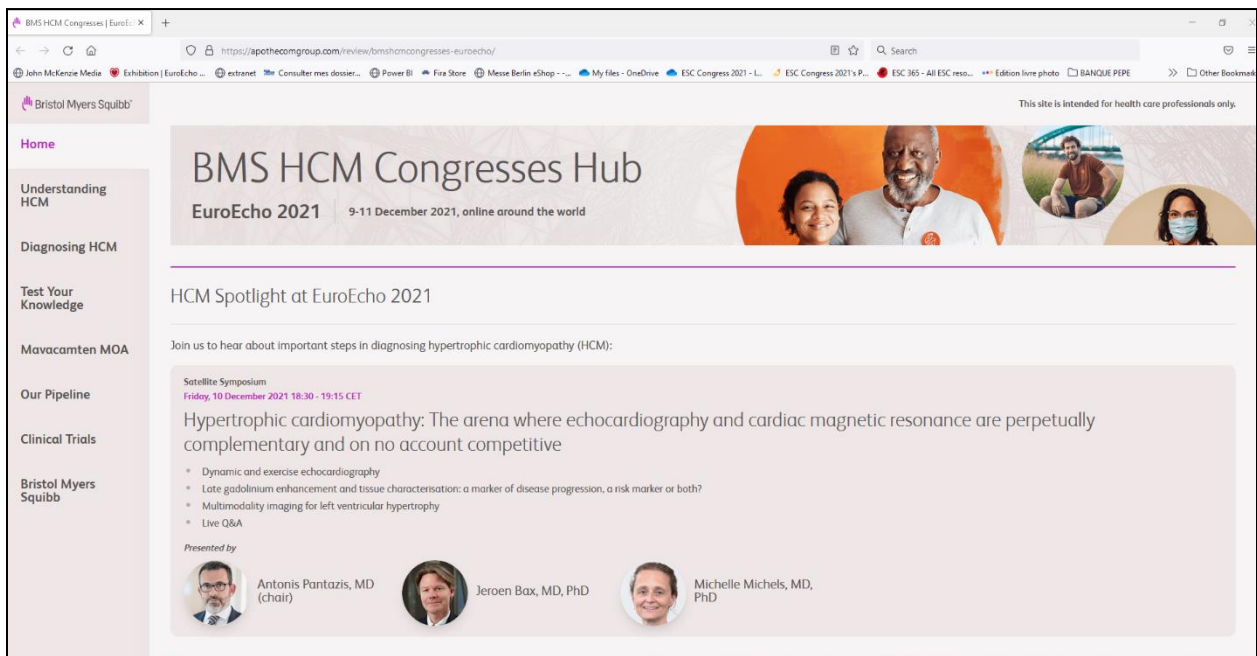 BMS HCM Congresses | EuroEc
https://apothecomgroup.com/review/bmshcmcongresses-euroecho/
Search
John McKenzie Media
Exhibition | EuroEcho ...
extranet
Consulter mes dossier...
Power BI
Fira Store
Messe Berlin eShop - -...
My files - OneDrive
ESC Congress 2021 - I...
ESC Congress 2021's P...
ESC 365 - All ESC reso...
Edition livre photo
BANQUE PEPE
Other Bookmark
Bristol Myers Squibb
This site is intended for health care professionals only.
Home
Understanding
HCM
Diagnosing HCM
Test Your
Knowledge
Mavacamten MOA
Our Pipeline
Clinical Trials
Bristol Myers
Squibb
BMS HCM Congresses Hub
EuroEcho 2021
9-11 December 2021, online around the world
HCM Spotlight at EuroEcho 2021
Join us to hear about important steps in diagnosing hypertrophic cardiomyopathy (HCM):
Satellite Symposium
Friday, 10 December 2021 18:30 - 19:15 CET
Hypertrophic cardiomyopathy: The arena where echocardiography and cardiac magnetic resonance are perpetually
complementary and on no account competitive
Dynamic and exercise echocardiography
Late gadolinium enhancement and tissue characterisation: a marker of disease progression, a risk marker or both?
Multimodality imaging for left ventricular hypertrophy
Live Q&A
Presented by
Antonis Pantazis, MD
(chair)
Jeroen Bax, MD, PhD
Michelle Michels, MD,
PhD